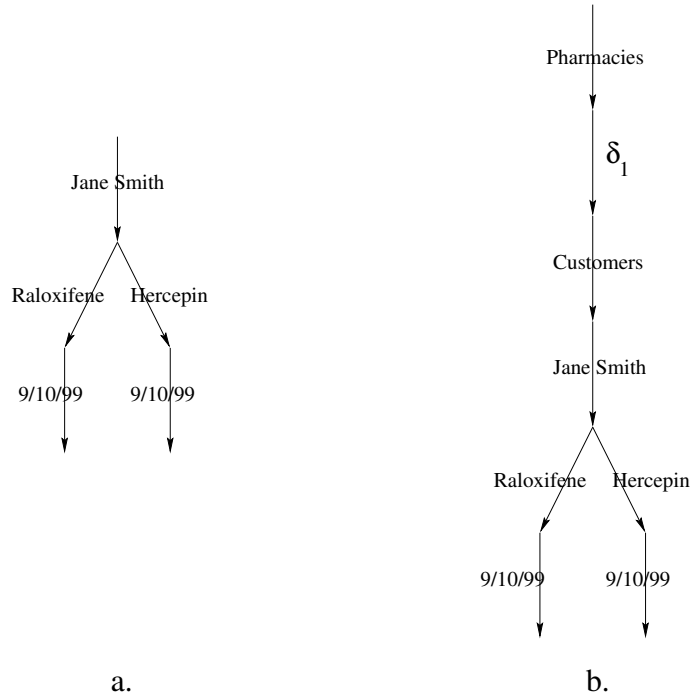 Jane Smith
Raloxifene Hercepin
9/10/99 9/10/99
a.
Pharmacies
δ1
Customers
Jane Smith
Raloxifene Hercepin
9/10/99 9/10/99
b.